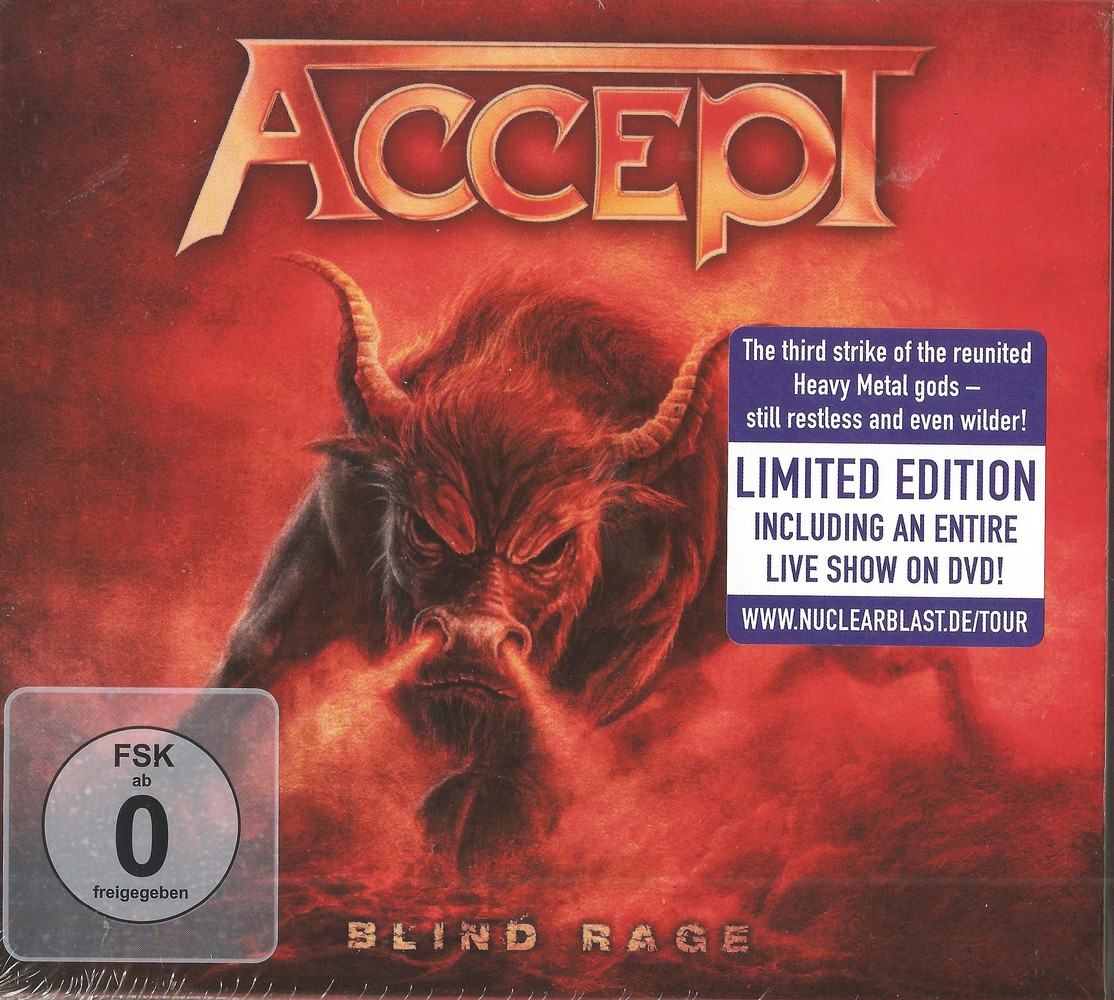 ACCEPT
The third strike of the reunited
Heavy Metal gods –
still restless and even wilder!
LIMITED EDITION
INCLUDING AN ENTIRE
LIVE SHOW ON DVD!
WWW.NUCLEARBLAST.DE/TOUR
FSK
ab
0
freigegeben
BLIND RAGE